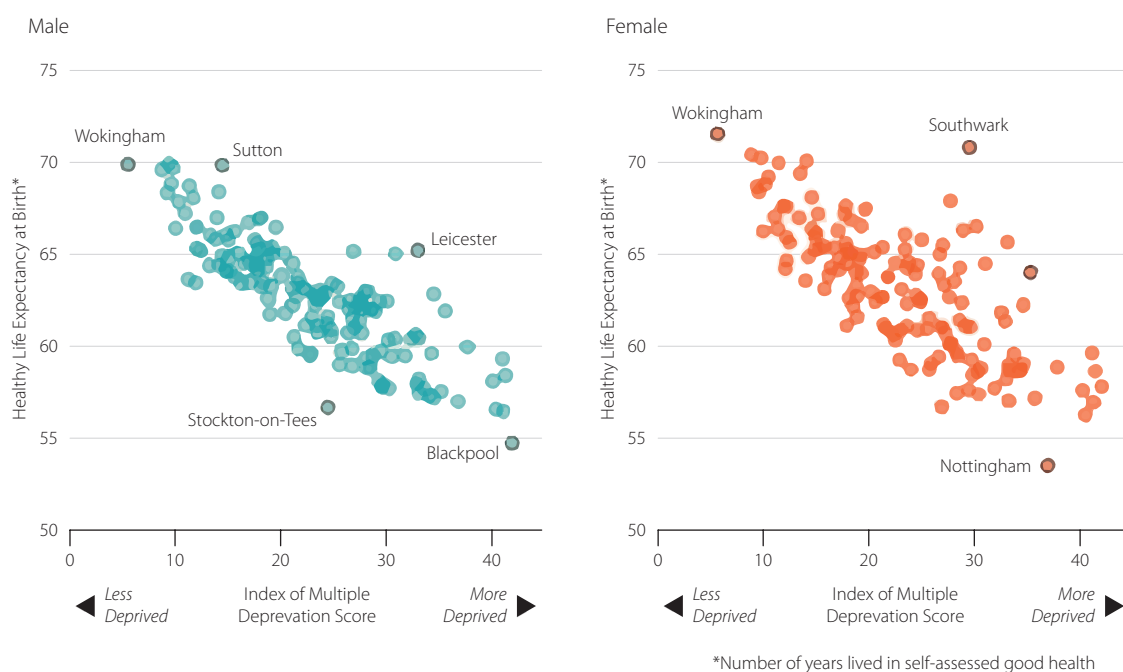 Male
Female
75
70
65
60
55
50
Healthy Life Expectancy at Birth*
Wokingham
Sutton
Leicester
Stockton-on-Tees
Blackpool
0
10
20
30
40
Less
Deprived
Index of Multiple
Deprevation Score
More
Deprived
75
70
65
60
55
50
Healthy Life Expectancy at Birth*
Wokingham
Southwark
Nottingham
0
10
20
30
40
Less
Deprived
Index of Multiple
Deprevation Score
More
Deprived
*Number of years lived in self-assessed good health